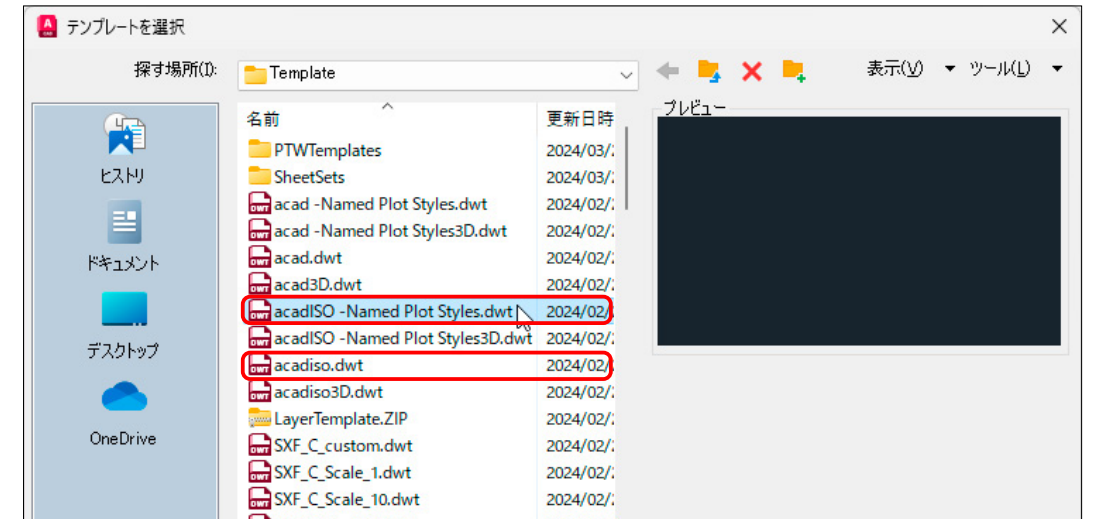 テンプレートを選択
探す場所(I):
Template
表示(V)
ツール(L)
ヒストリ
ドキュメント
デスクトップ
OneDrive
名前
更新日時
PTWTemplates
2024/03/
SheetSets
2024/03/
acad -Named Plot Styles.dwt
2024/02/
acad -Named Plot Styles3D.dwt
2024/02/
acad.dwt
2024/02/
acad3D.dwt
2024/02/
acadISO -Named Plot Styles.dwt
2024/02/
acadISO -Named Plot Styles3D.dwt
2024/02/
acadiso.dwt
2024/02/
acadiso3D.dwt
2024/02/
LayerTemplate.ZIP
2024/02/
SXF_C_custom.dwt
2024/02/
SXF_C_Scale_1.dwt
2024/02/
SXF_C_Scale_10.dwt
2024/02/
プレビュー